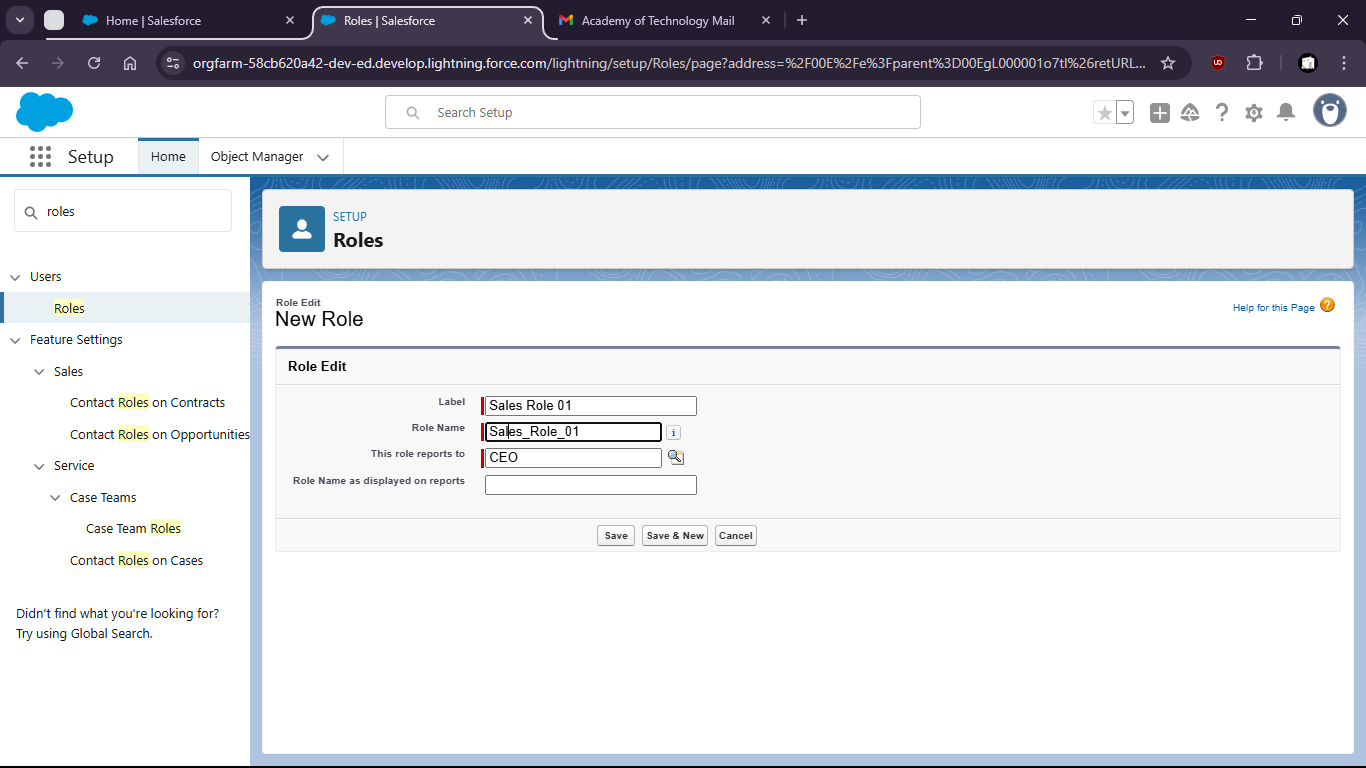 Home | Salesforce
Roles | Salesforce
Academy of Technology Mail
orgfarm-58cb620a42-dev-ed.develop.lightning.force.com/lightning/setup/Roles/page?address=%2F00E%2Fe%3Fparent%3D00EgL000001o7tI%26retURL...
UD
Search Setup
Setup
Home
Object Manager
roles
Users
Roles
Feature Settings
Sales
Contact Roles on Contracts
Contact Roles on Opportunities
Service
Case Teams
Case Team Roles
Contact Roles on Cases
Didn't find what you're looking for?
Try using Global Search.
SETUP
Roles
Role Edit
New Role
Help for this Page ?
Role Edit
Label Sales Role 01
Role Name Sales_Role_01 i
This role reports to CEO
Role Name as displayed on reports
Save Save & New Cancel